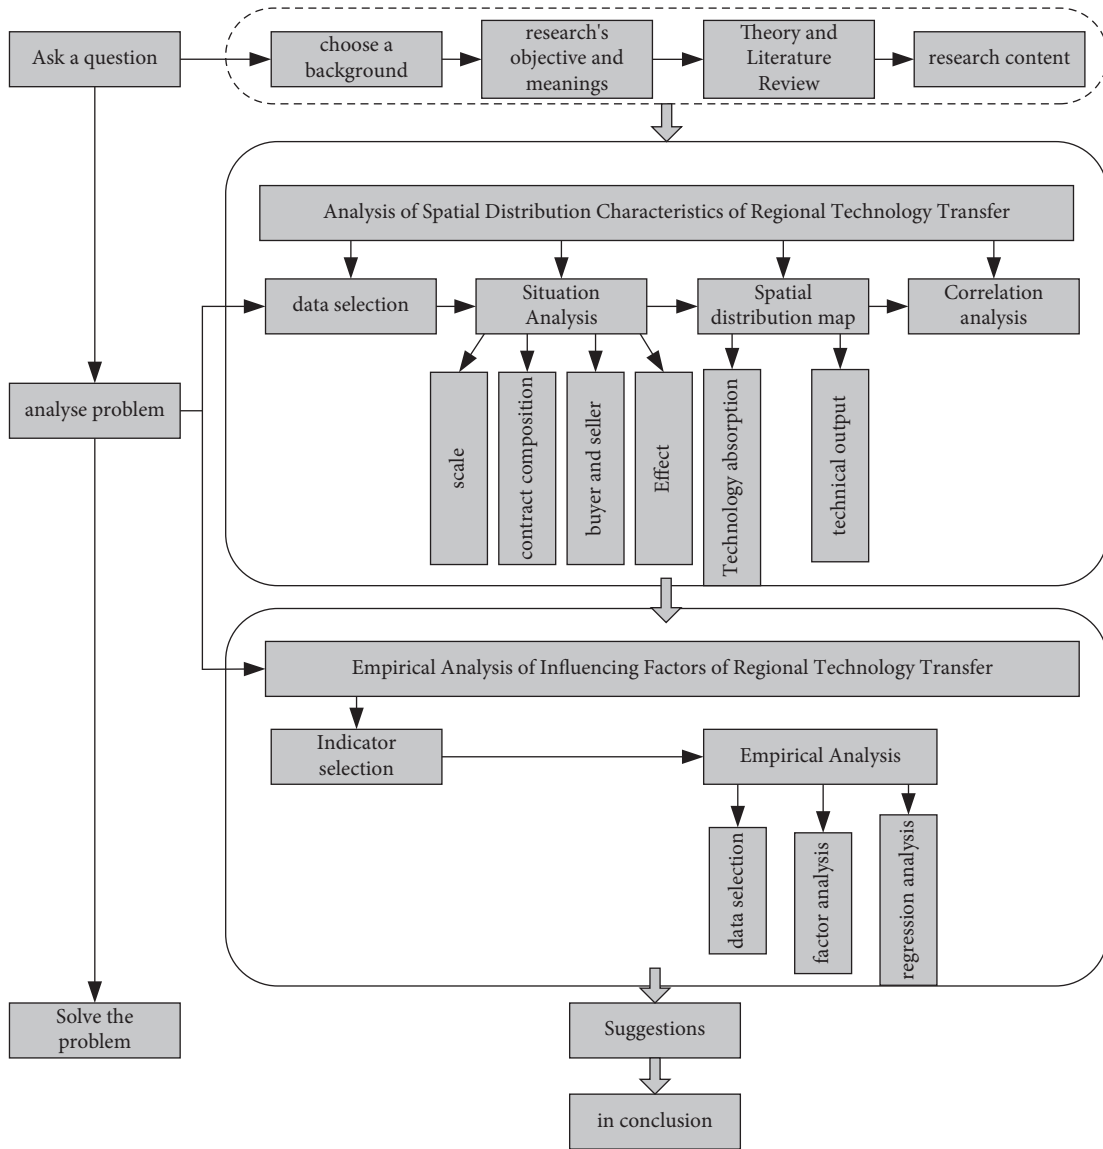 Ask a question
choose a
background
research's
objective and
meanings
Theory and
Literature
Review
research content
Analysis of Spatial Distribution Characteristics of Regional Technology Transfer
data selection
Situation
Analysis
Spatial
distribution map
Correlation
analysis
analyse problem
scale
contract composition
buyer and seller
Effect
Technology absorption
technical output
Empirical Analysis of Influencing Factors of Regional Technology Transfer
Indicator
selection
Empirical Analysis
data selection
factor analysis
regression analysis
Solve the
problem
Suggestions
in conclusion